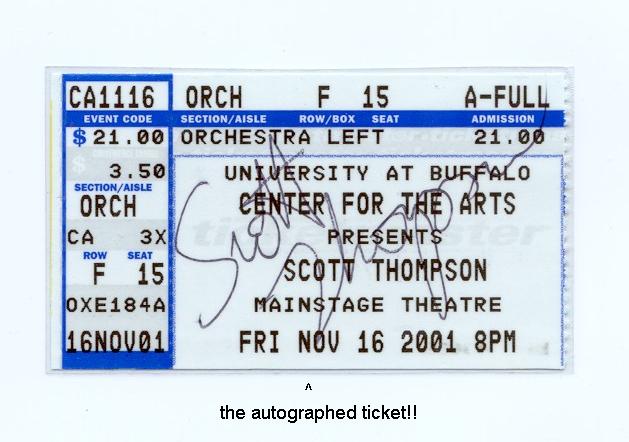 CA1116 ORCH F 15 A-FULL
EVENT CODE SECTION/AISLE ROW/BOX SEAT ADMISSION
$ 21.00 ORCHESTRA LEFT 21.00
3.50 UNIVERSITY AT BUFFALO
SECTION/AISLE
ORCH CENTER FOR THE ARTS
CA 3X PRESENTS
ROW SEAT
F 15 SCOTT THOMPSON
OXE184A MAINSTAGE THEATRE
16NOV01 FRI NOV 16 2001 8PM
Scott Thompson
^
the autographed ticket!!